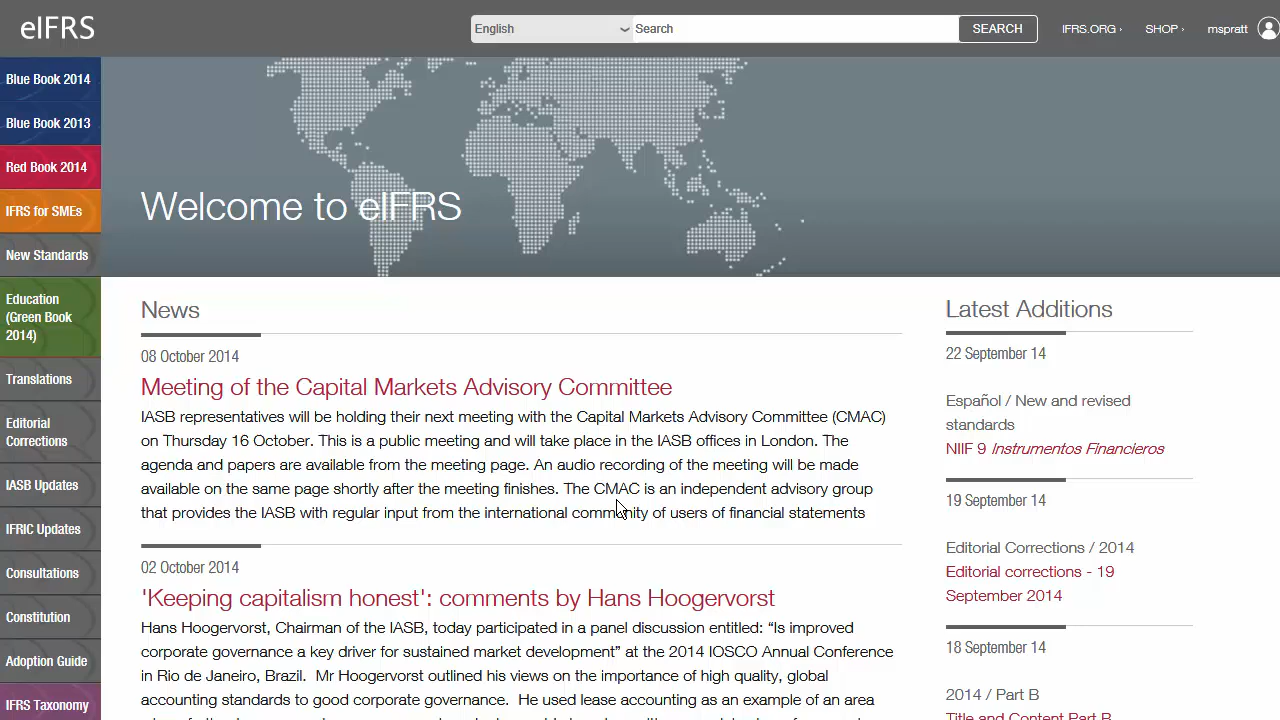 eIFRS
English
Search
SEARCH
IFRS.ORG ›
SHOP ›
mspratt
Blue Book 2014
Blue Book 2013
Red Book 2014
IFRS for SMEs
New Standards
Education
(Green Book
2014)
Translations
Editorial
Corrections
IASB Updates
IFRIC Updates
Consultations
Constitution
Adoption Guide
IFRS Taxonomy
Welcome to eIFRS
News
08 October 2014
Meeting of the Capital Markets Advisory Committee
IASB representatives will be holding their next meeting with the Capital Markets Advisory Committee (CMAC)
on Thursday 16 October. This is a public meeting and will take place in the IASB offices in London. The
agenda and papers are available from the meeting page. An audio recording of the meeting will be made
available on the same page shortly after the meeting finishes. The CMAC is an independent advisory group
that provides the IASB with regular input from the international community of users of financial statements
02 October 2014
'Keeping capitalism honest': comments by Hans Hoogervorst
Hans Hoogervorst, Chairman of the IASB, today participated in a panel discussion entitled: “Is improved
corporate governance a key driver for sustained market development” at the 2014 IOSCO Annual Conference
in Rio de Janeiro, Brazil.  Mr Hoogervorst outlined his views on the importance of high quality, global
accounting standards to good corporate governance.  He used lease accounting as an example of an area
Latest Additions
22 September 14
Español / New and revised
standards
NIIF 9 Instrumentos Financieros
19 September 14
Editorial Corrections / 2014
Editorial corrections - 19
September 2014
18 September 14
2014 / Part B
Title and Content Part B